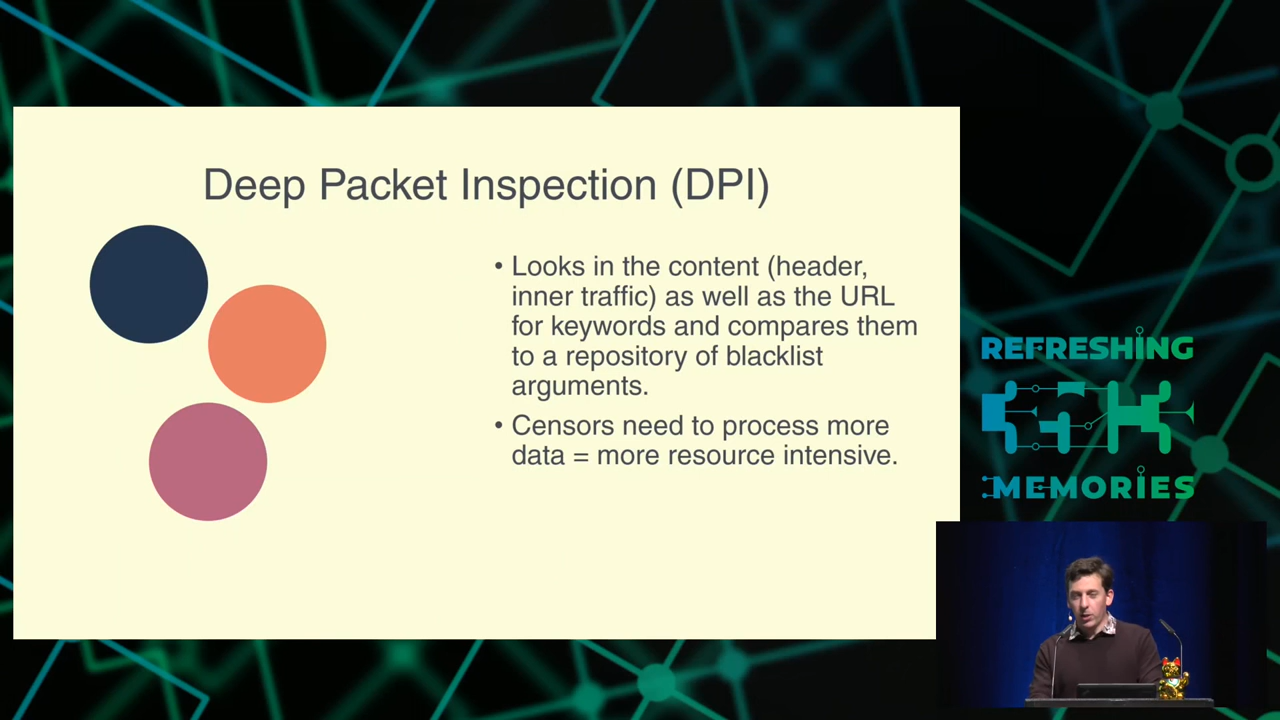 Deep Packet Inspection (DPI)
• Looks in the content (header,
inner traffic) as well as the URL
for keywords and compares them
to a repository of blacklist
arguments.
• Censors need to process more
data = more resource intensive.
REFRESHING
35C3
MEMORIES